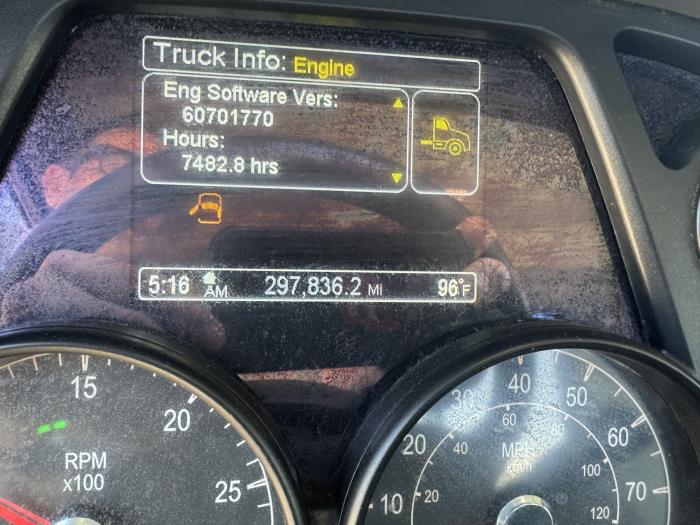 Truck Info: Engine
Eng Software Vers:
60701770
Hours:
7482.8 hrs
5:16 AM 297,836.2 MI 96°F
15
20
25
RPM
x100
10
20
30
40
50
60
70
MPH
km/h
20
40
60
80
100
120